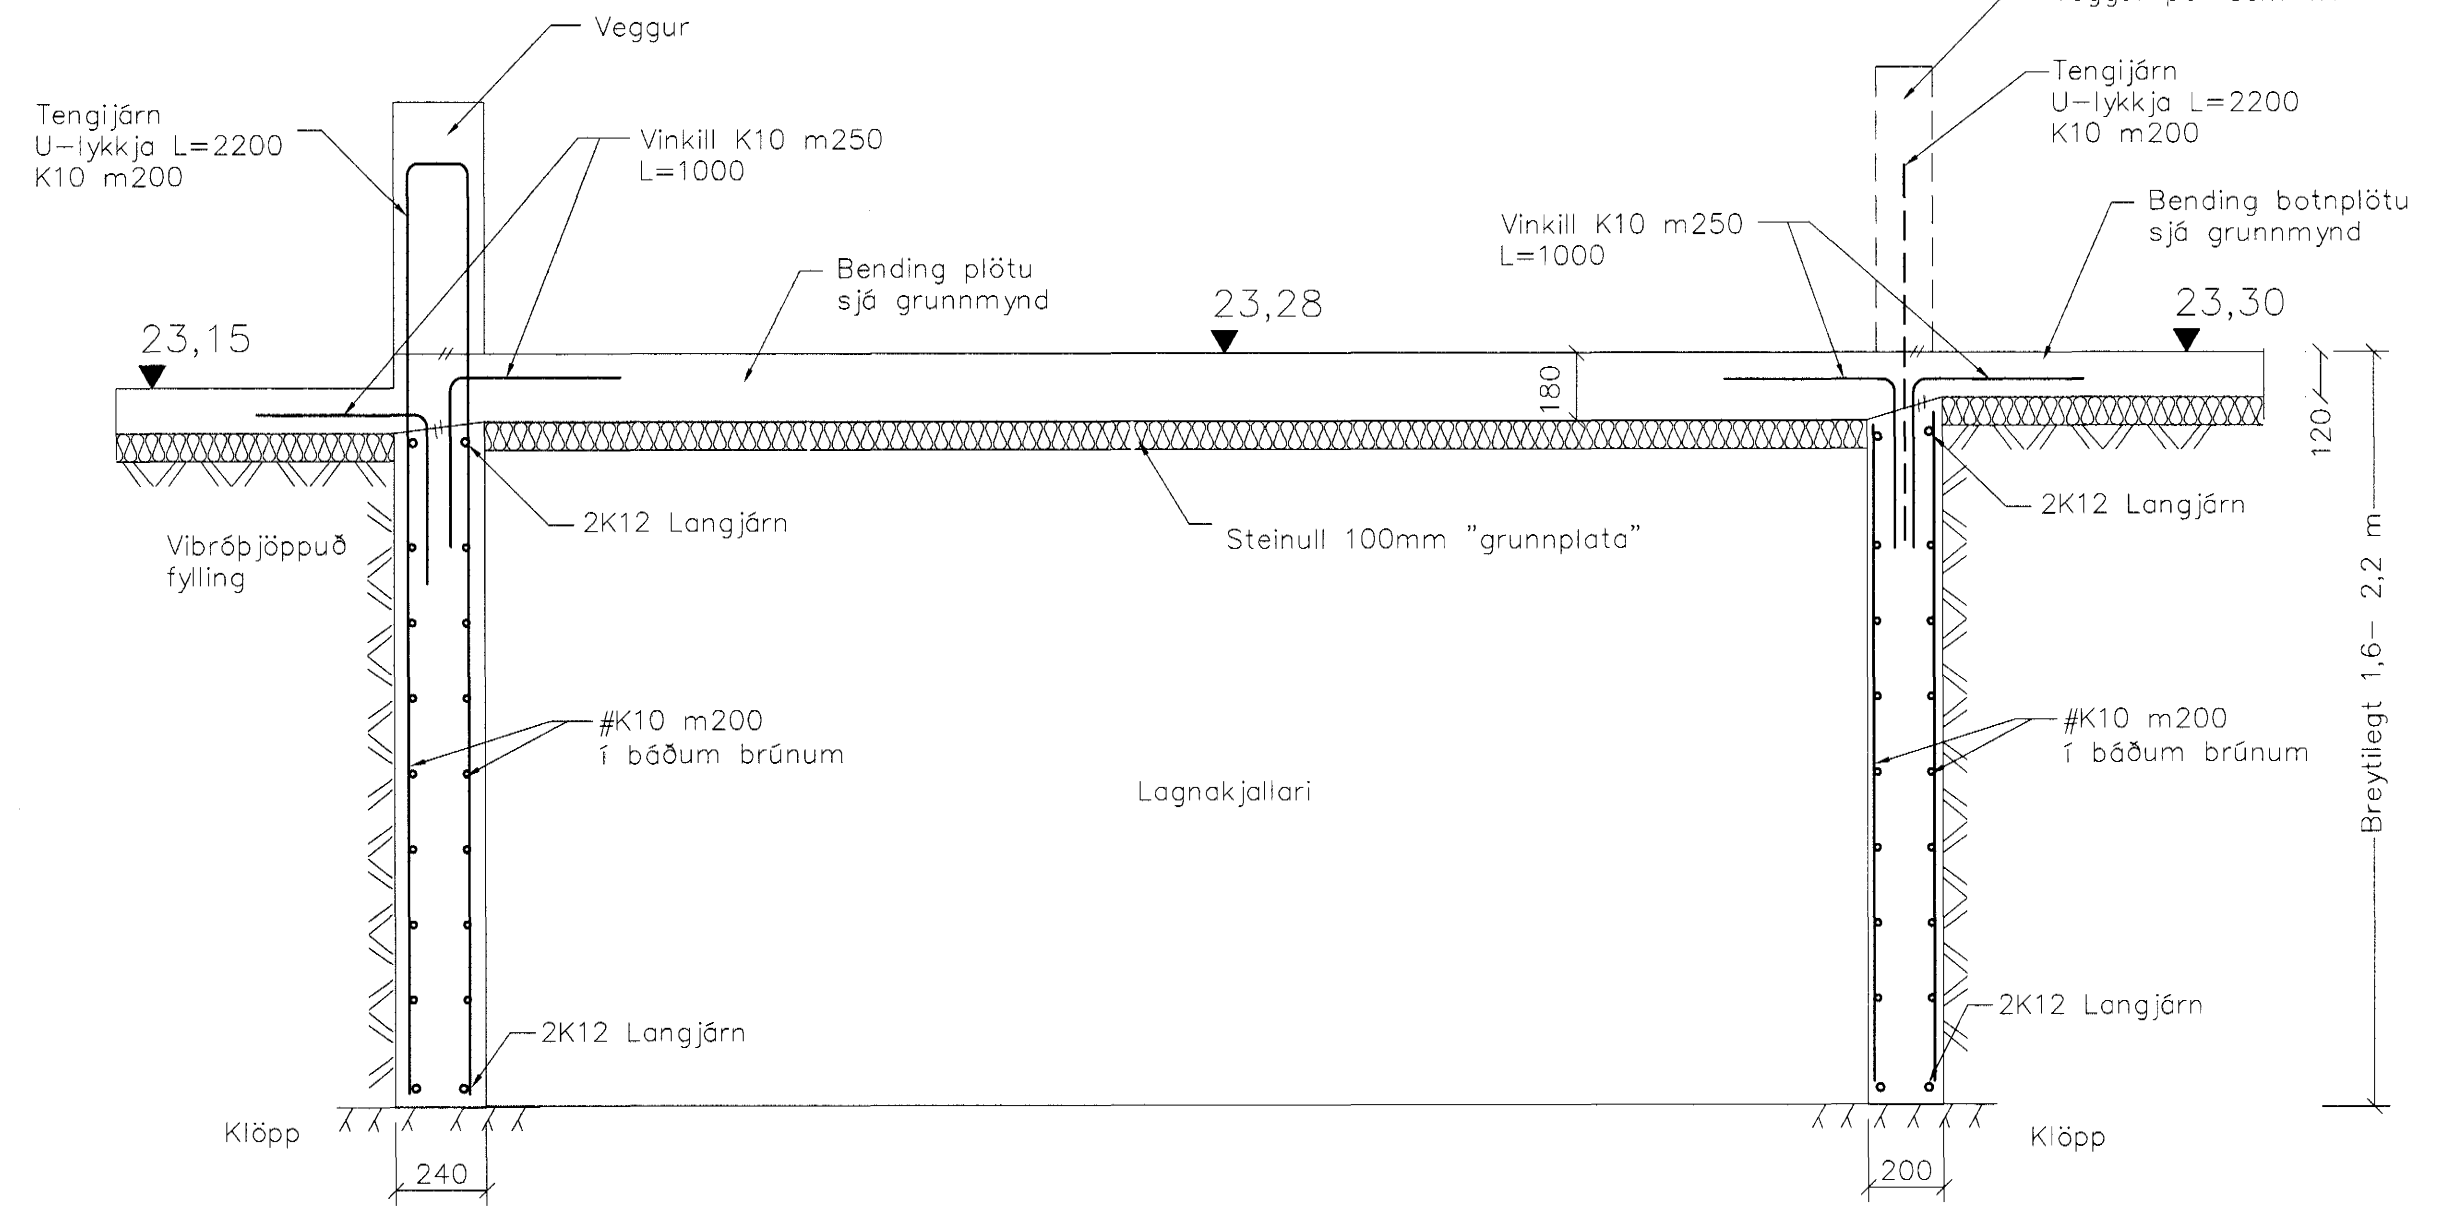 Veggur
Tengijárn
U-lykkja L=2200
K10 m200
Vinkill K10 m250
L=1000
Tengijárn
U-lykkja L=2200
K10 m200
Vinkill K10 m250
L=1000
Bending botnplötu
sjá grunnmynd
Bending plötu
sjá grunnmynd
23,15
23,28
23,30
180
120
2K12 Langjárn
Steinull 100mm "grunnplata"
2K12 Langjárn
Vibróþjöppuð
fylling
Breytilegt 1,6- 2,2 m
#K10 m200
í báðum brúnum
#K10 m200
í báðum brúnum
Lagnakjallari
2K12 Langjárn
2K12 Langjárn
Klöpp
Klöpp
240
200